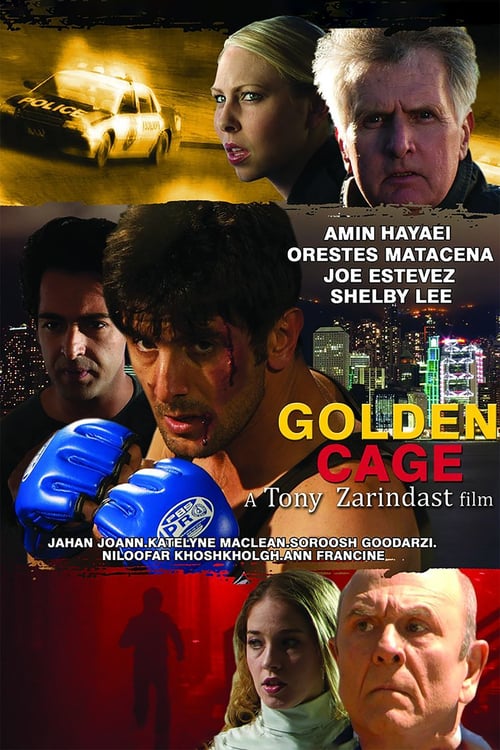 POLICE
AMIN HAYAEI
ORESTES MATACENA
JOE ESTEVEZ
SHELBY LEE
GOLDEN
CAGE
A Tony Zarindast film
PRO
JAHAN JOANN.KATELYNE MACLEAN.SOROOSH GOODARZI.
NILOOFAR KHOSHKHOLGH.ANN FRANCINE